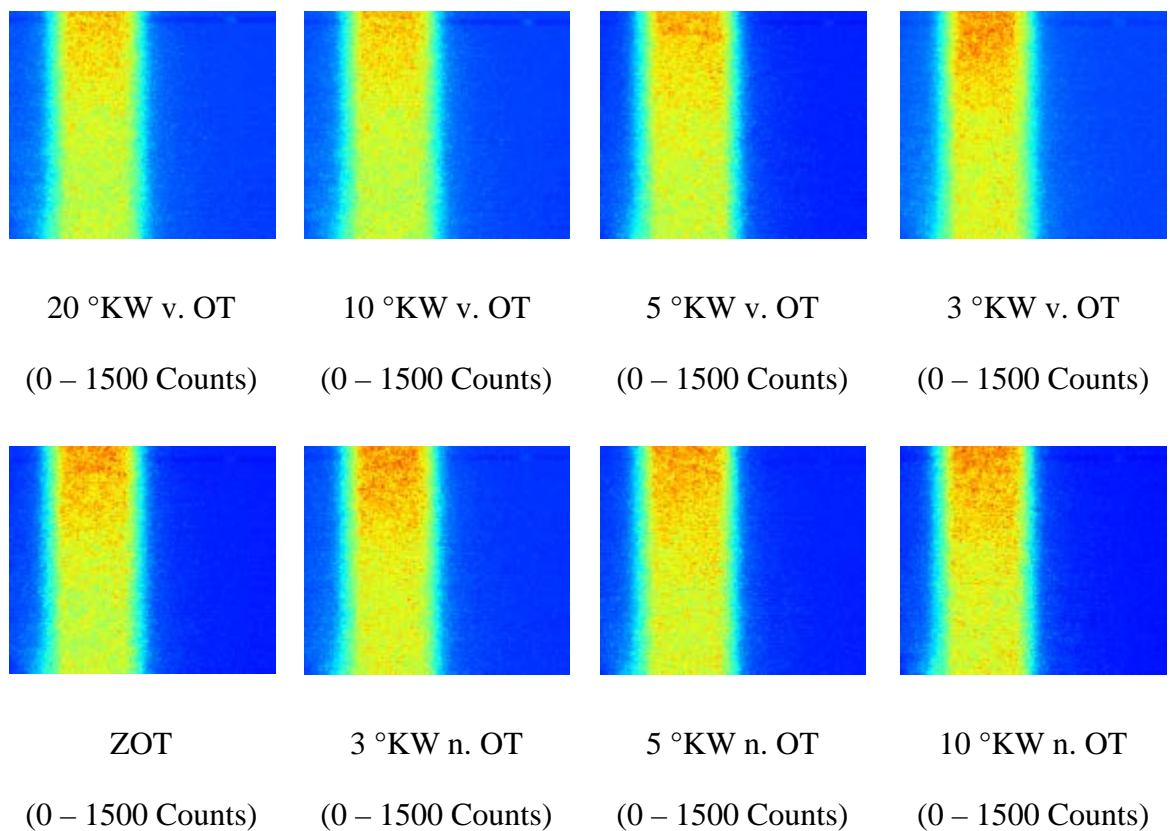 20 °KW v. OT 10 °KW v. OT 5 °KW v. OT 3 °KW v. OT
(0 – 1500 Counts) (0 – 1500 Counts) (0 – 1500 Counts) (0 – 1500 Counts)
ZOT 3 °KW n. OT 5 °KW n. OT 10 °KW n. OT
(0 – 1500 Counts) (0 – 1500 Counts) (0 – 1500 Counts) (0 – 1500 Counts)